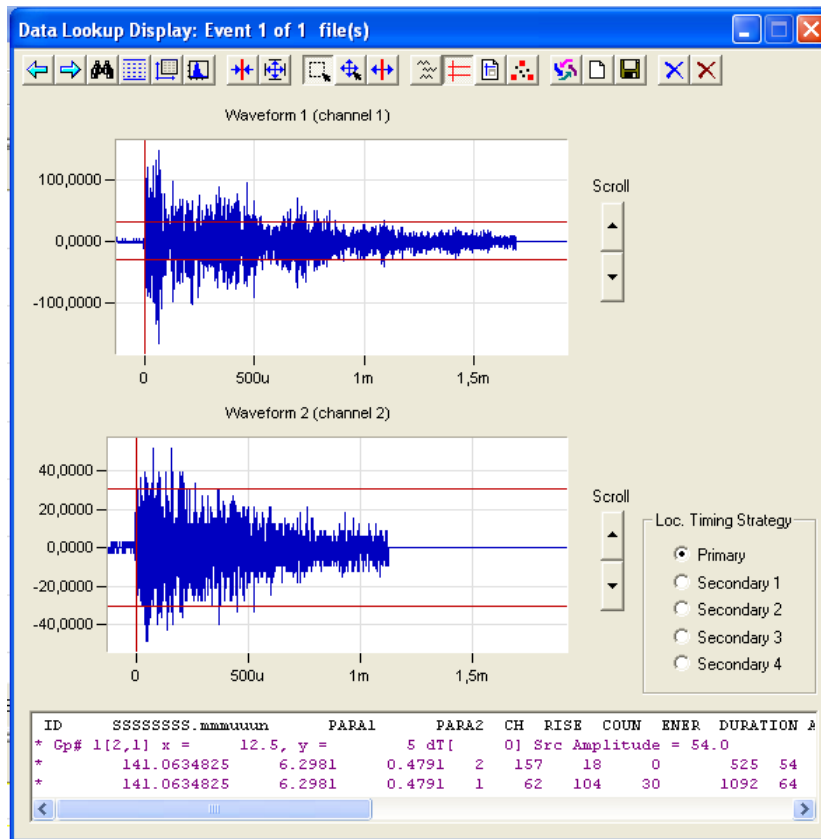 Data Lookup Display: Event 1 of 1 file(s)
Waveform 1 (channel 1)
100,0000
0,0000
-100,0000
0 500u 1m 1,5m
Scroll
Waveform 2 (channel 2)
40,0000
20,0000
0,0000
-20,0000
-40,0000
0 500u 1m 1,5m
Scroll
Loc. Timing Strategy
Primary
Secondary 1
Secondary 2
Secondary 3
Secondary 4
ID SSSSSSSS.mmmuuun PARA1 PARA2 CH RISE COUN ENER DURATION A
* Gp# 1[2,1] x = 12.5, y = 5 dT[ 0] Src Amplitude = 54.0
* 141.0634825 6.2981 0.4791 2 157 18 0 525 54
* 141.0634825 6.2981 0.4791 1 62 104 30 1092 64